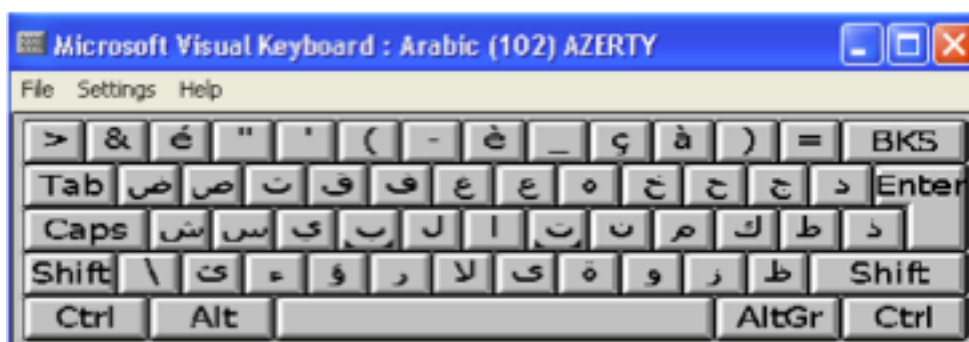 Microsoft Visual Keyboard : Arabic (102) AZERTY
File Settings Help
> & é " ' ( - è _ ç à ) = BKS
Tab ض ص ث ق ف غ ع ه خ ح ج د Enter
Caps ش س ي ب ل ا ت ن م ك ط ذ
Shift \ ئ ء ؤ ر لا ى ة و ز ظ Shift
Ctrl Alt AltGr Ctrl